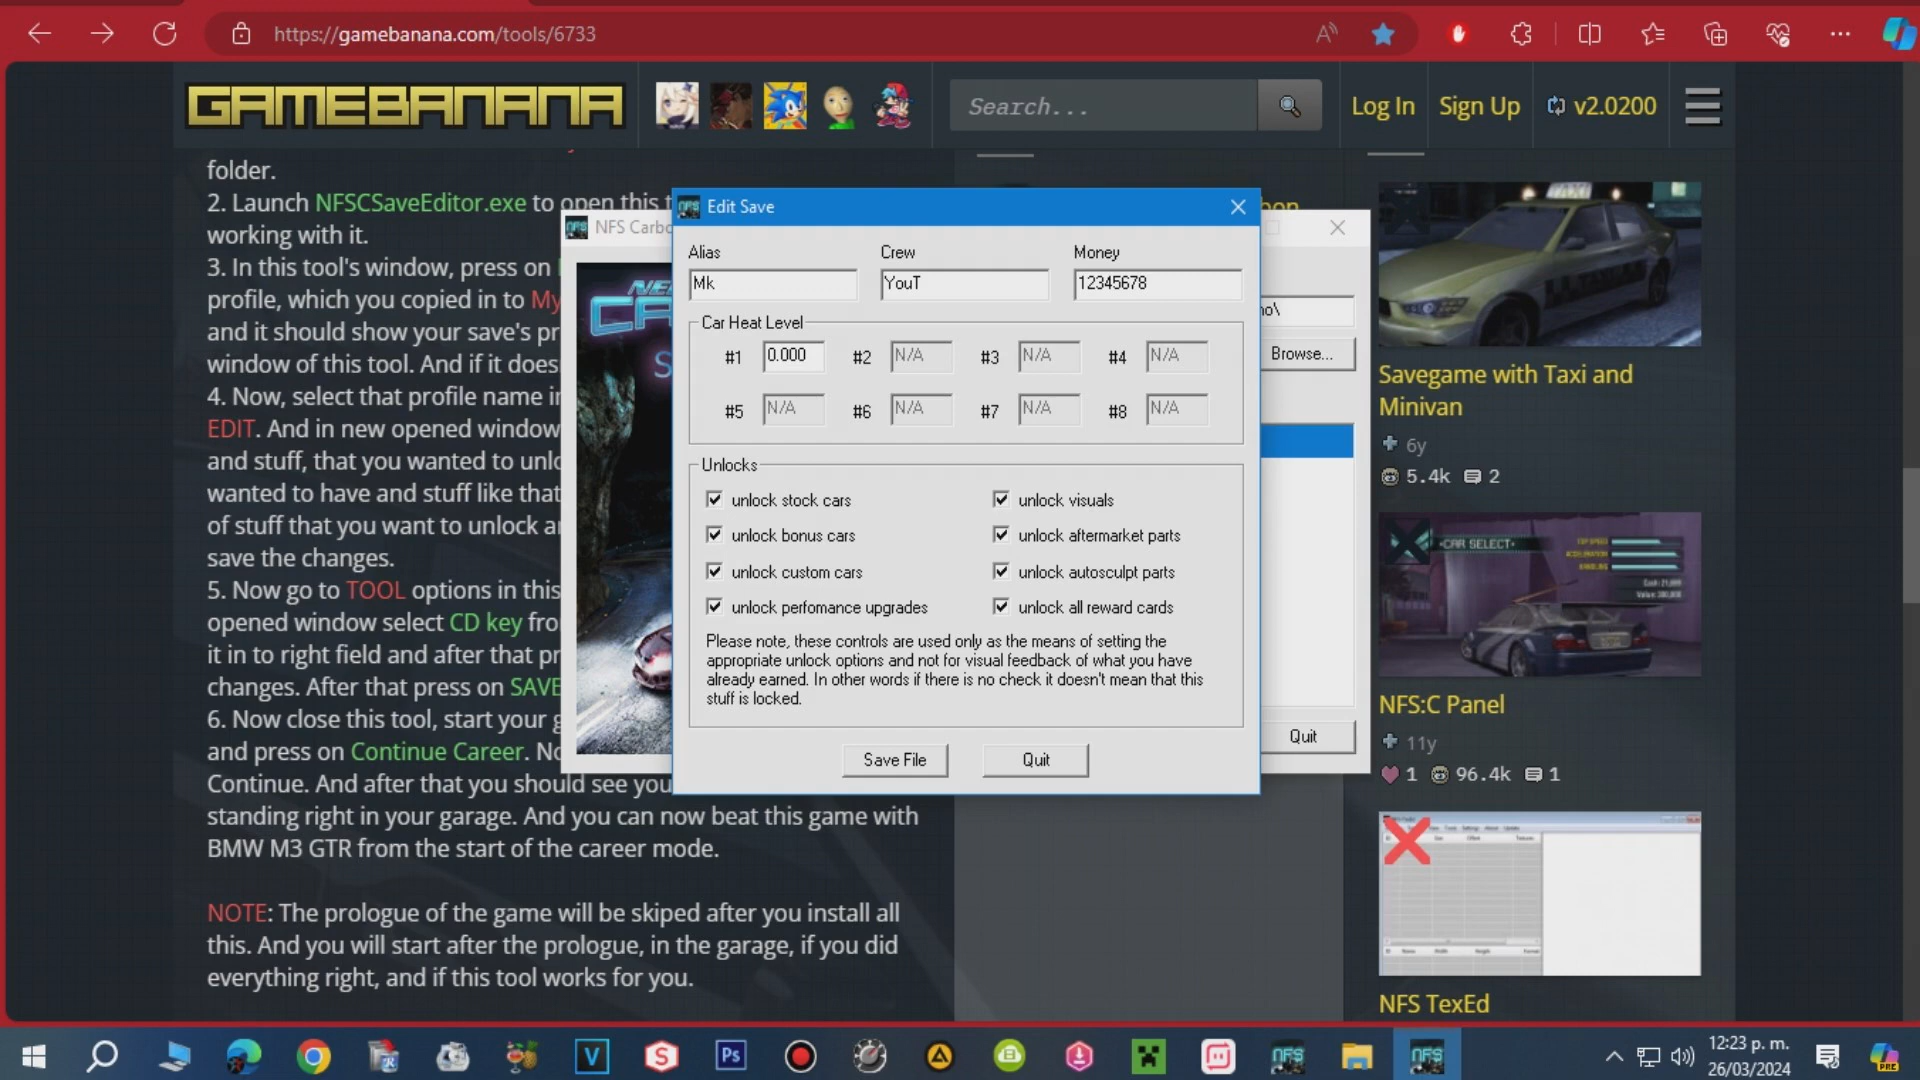 https://gamebanana.com/tools/6733
GAMEBANANA
Search...
Log In
Sign Up
v2.0200
folder.
2. Launch NFSCSaveEditor.exe to open this t
working with it.
3. In this tool's window, press on
profile, which you copied in to My
and it should show your save's pr
window of this tool. And if it does
4. Now, select that profile name in
EDIT. And in new opened window
and stuff, that you wanted to unlo
wanted to have and stuff like that
of stuff that you want to unlock a
save the changes.
5. Now go to TOOL options in this
opened window select CD key fro
it in to right field and after that pr
changes. After that press on SAVE
6. Now close this tool, start your g
and press on Continue Career. No
Continue. And after that you should see you
standing right in your garage. And you can now beat this game with
BMW M3 GTR from the start of the career mode.
NOTE: The prologue of the game will be skiped after you install all
this. And you will start after the prologue, in the garage, if you did
everything right, and if this tool works for you.
NFS Carbo
Browse...
Quit
Edit Save
Alias
Crew
Money
Mk
YouT
12345678
Car Heat Level
#1 0.000 #2 N/A #3 N/A #4 N/A
#5 N/A #6 N/A #7 N/A #8 N/A
Unlocks
unlock stock cars
unlock visuals
unlock bonus cars
unlock aftermarket parts
unlock custom cars
unlock autosculpt parts
unlock perfomance upgrades
unlock all reward cards
Please note, these controls are used only as the means of setting the
appropriate unlock options and not for visual feedback of what you have
already earned. In other words if there is no check it doesn't mean that this
stuff is locked.
Save File
Quit
Savegame with Taxi and
Minivan
6y
5.4k 2
CAR SELECT
NFS:C Panel
11y
1 96.4k 1
NFS TexEd
12:23 p. m.
26/03/2024